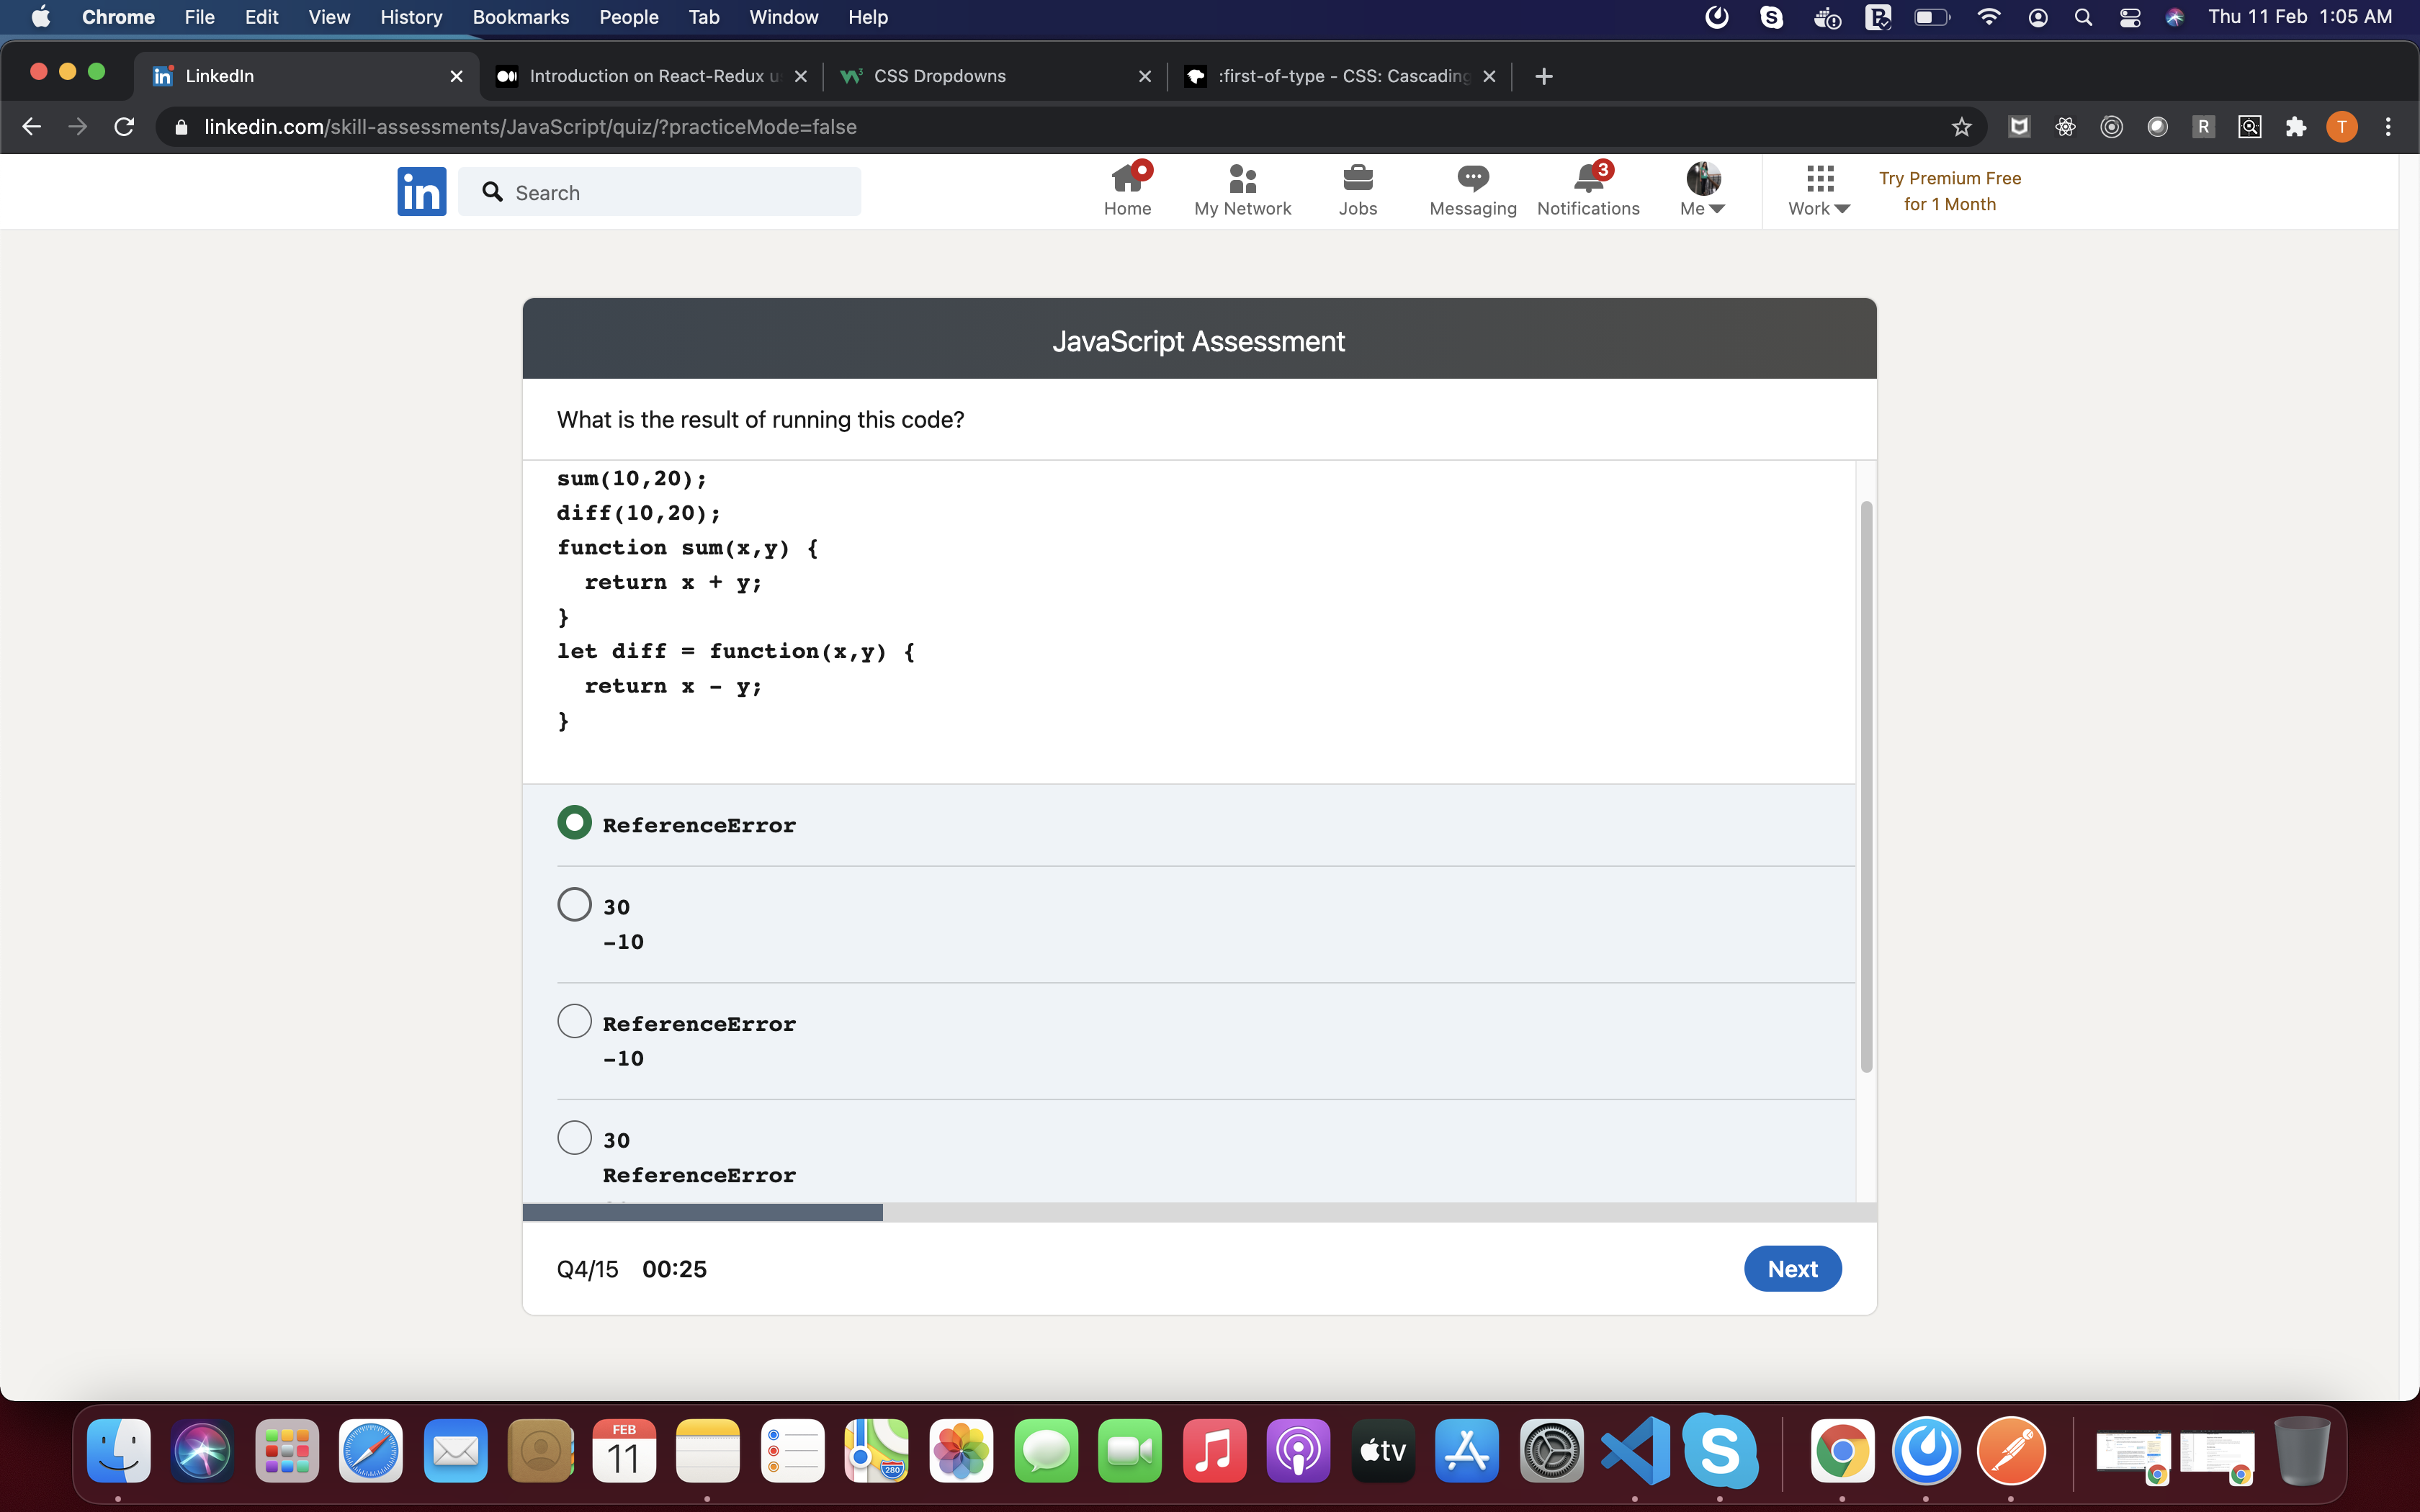 Chrome File Edit View History Bookmarks People Tab Window Help Thu 11 Feb 1:05 AM
LinkedIn Introduction on React-Redux CSS Dropdowns :first-of-type - CSS: Cascading
linkedin.com/skill-assessments/JavaScript/quiz/?practiceMode=false R T
in Search Home My Network Jobs Messaging 3 Notifications Me Work Try Premium Free
for 1 Month
JavaScript Assessment
What is the result of running this code?
sum(10,20);
diff(10,20);
function sum(x,y) {
return x + y;
}
let diff = function(x,y) {
return x - y;
}
ReferenceError
30
-10
ReferenceError
-10
30
ReferenceError
Q4/15 00:25 Next
FEB
11
280
tv
S